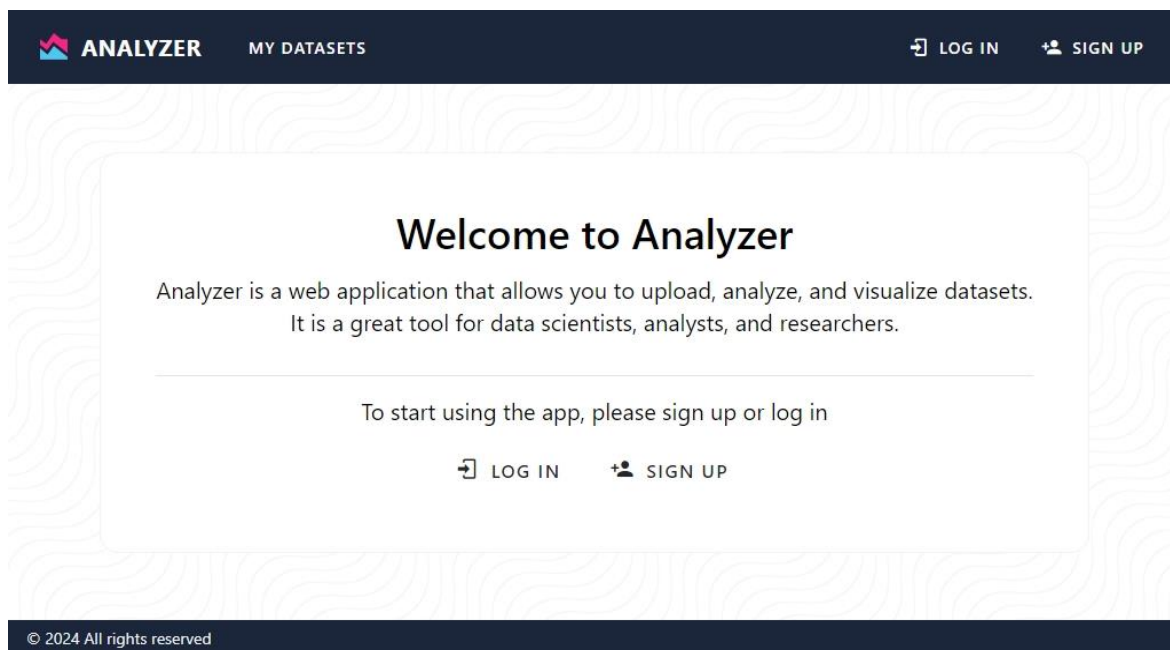 ANALYZER MY DATASETS LOG IN SIGN UP
Welcome to Analyzer
Analyzer is a web application that allows you to upload, analyze, and visualize datasets.
It is a great tool for data scientists, analysts, and researchers.
To start using the app, please sign up or log in
LOG IN SIGN UP
© 2024 All rights reserved